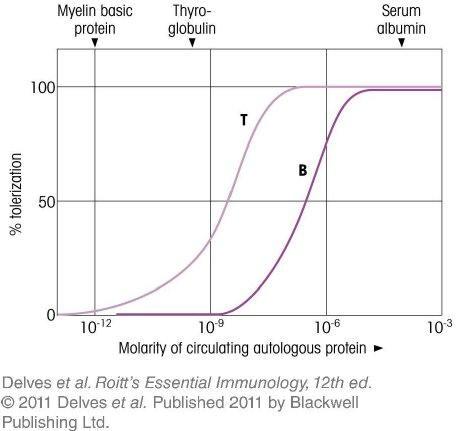 Myelin basic
protein
Thyro-
globulin
Serum
albumin
100
T
B
50
% tolerization
0
10-12
10-9
10-6
10-3
Molarity of circulating autologous protein ►
Delves et al. Roitt's Essential Immunology, 12th ed.
© 2011 Delves et al. Published 2011 by Blackwell
Publishing Ltd.